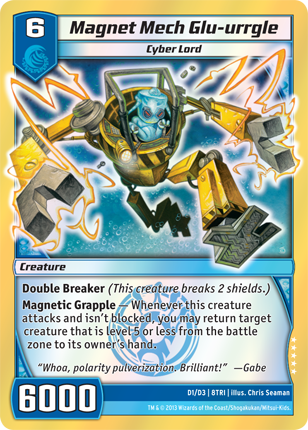 6
Magnet Mech Glu-urrgle
Cyber Lord
Creature
Double Breaker (This creature breaks 2 shields.)
Magnetic Grapple — Whenever this creature
attacks and isn't blocked, you may return target
creature that is level 5 or less from the battle
zone to its owner's hand.
"Whoa, polarity pulverization. Brilliant!" —Gabe
6000
D1/D3 | 8TRI | illus. Chris Seaman
TM & © 2013 Wizards of the Coast/Shogakukan/Mitsui-Kids.